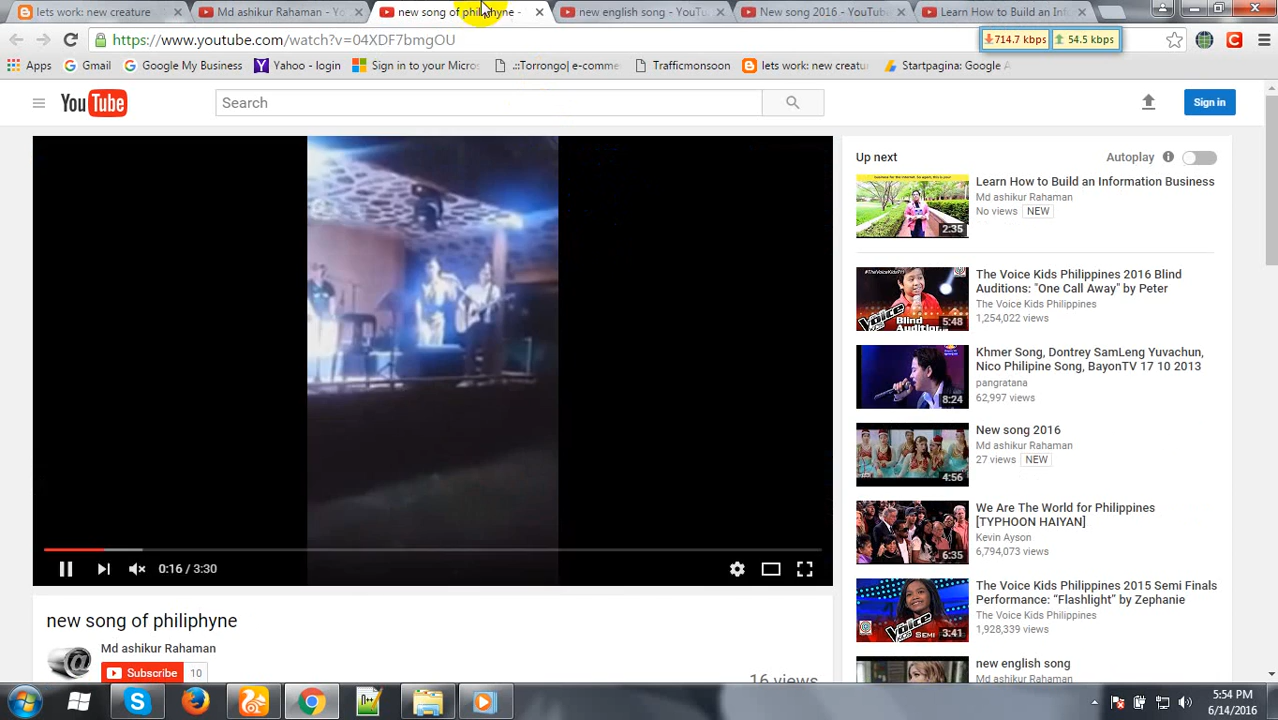 lets work: new creature
Md ashikur Rahaman - Yo
new song of philiphyne -
new english song - YouTu
New song 2016 - YouTube
Learn How to Build an Inf
https://www.youtube.com/watch?v=04XDF7bmgOU
714.7 kbps
54.5 kbps
Apps
Gmail
Google My Business
Yahoo - login
Sign in to your Micros
.::Torrongo| e-comme
Trafficmonsoon
lets work: new creatu
Startpagina: Google A
YouTube
Search
Sign in
Up next
Autoplay
Learn How to Build an Information Business
Md ashikur Rahaman
No views NEW
2:35
#TheVoiceKidsPH
The Voice Kids Philippines 2016 Blind
Auditions: "One Call Away" by Peter
The Voice Kids Philippines
1,254,022 views
Blind
Audition
5:48
Khmer Song, Dontrey SamLeng Yuvachun,
Nico Philipine Song, BayonTV 17 10 2013
pangratana
62,997 views
8:24
New song 2016
Md ashikur Rahaman
27 views NEW
4:56
We Are The World for Philippines
[TYPHOON HAIYAN]
Kevin Ayson
6,794,073 views
6:35
The Voice Kids Philippines 2015 Semi Finals
Performance: “Flashlight” by Zephanie
The Voice Kids Philippines
1,928,339 views
SEMI
3:41
new english song
0:16 / 3:30
new song of philiphyne
Md ashikur Rahaman
Subscribe 10
16 views
5:54 PM
6/14/2016